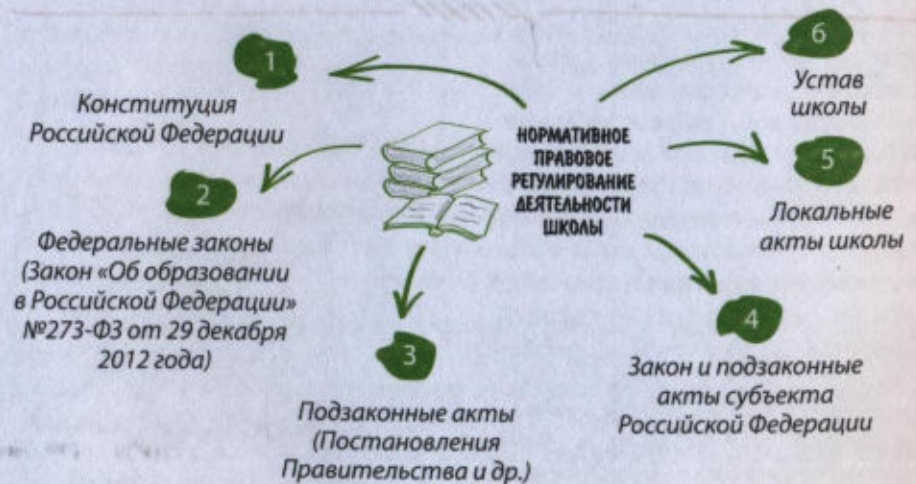 НОРМАТИВНОЕ
ПРАВОВОЕ
РЕГУЛИРОВАНИЕ
ДЕЯТЕЛЬНОСТИ
ШКОЛЫ
1
Конституция
Российской Федерации
2
Федеральные законы
(Закон «Об образовании
в Российской Федерации»
№273-ФЗ от 29 декабря
2012 года)
3
Подзаконные акты
(Постановления
Правительства и др.)
4
Закон и подзаконные
акты субъекта
Российской Федерации
5
Локальные
акты школы
6
Устав
школы